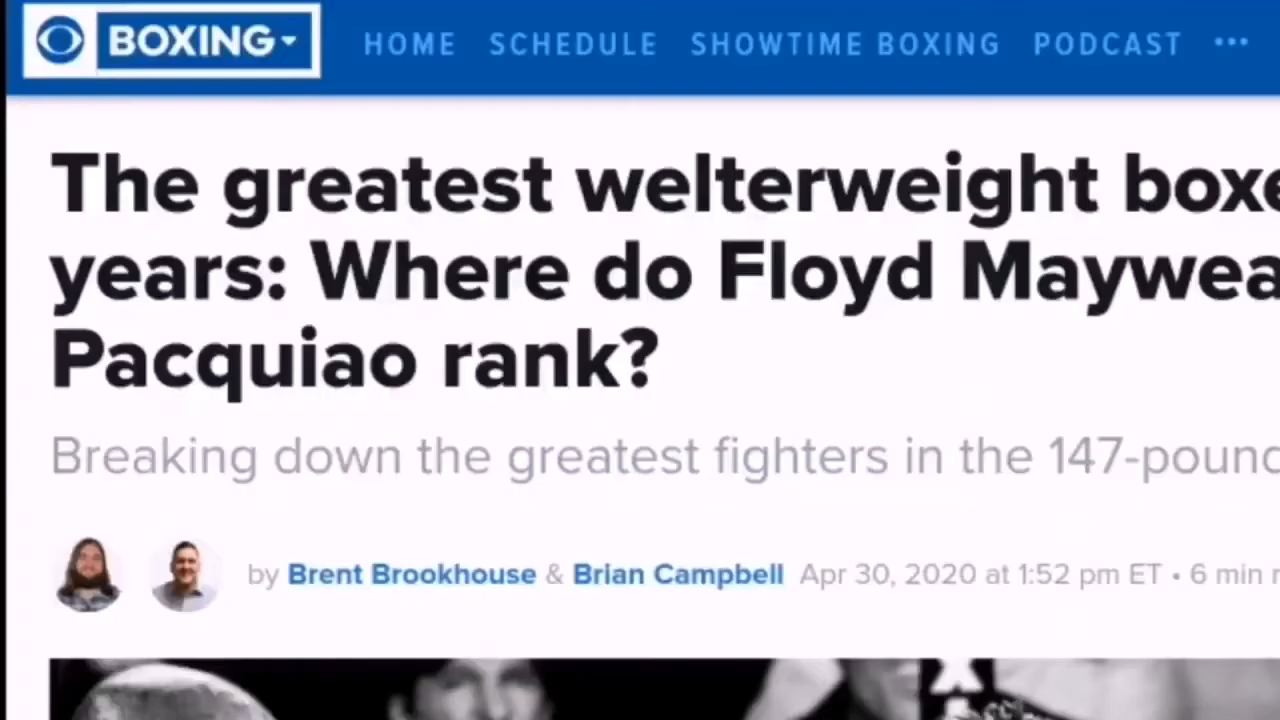 BOXING
HOME SCHEDULE SHOWTIME BOXING PODCAST ...
The greatest welterweight boxe
years: Where do Floyd Maywea
Pacquiao rank?
Breaking down the greatest fighters in the 147-pound
by Brent Brookhouse & Brian Campbell Apr 30, 2020 at 1:52 pm ET • 6 min r